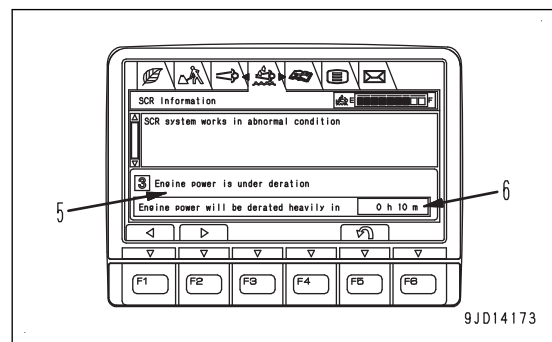 SCR Information
E F
SCR system works in abnormal condition
3 Engine power is under deration
Engine power will be derated heavily in 0 h 10 m
5
6
F1 F2 F3 F4 F5 F6
9JD14173